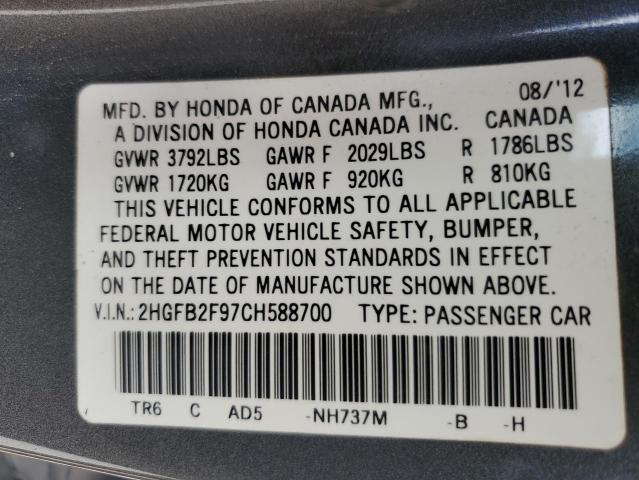 08/'12
MFD. BY HONDA OF CANADA MFG.,
A DIVISION OF HONDA CANADA INC. CANADA
GVWR 3792LBS GAWR F 2029LBS R 1786LBS
GVWR 1720KG GAWR F 920KG R 810KG
THIS VEHICLE CONFORMS TO ALL APPLICABLE
FEDERAL MOTOR VEHICLE SAFETY, BUMPER,
AND THEFT PREVENTION STANDARDS IN EFFECT
ON THE DATE OF MANUFACTURE SHOWN ABOVE.
V.I.N.: 2HGFB2F97CH588700 TYPE: PASSENGER CAR
TR6 C AD5 -NH737M -B -H